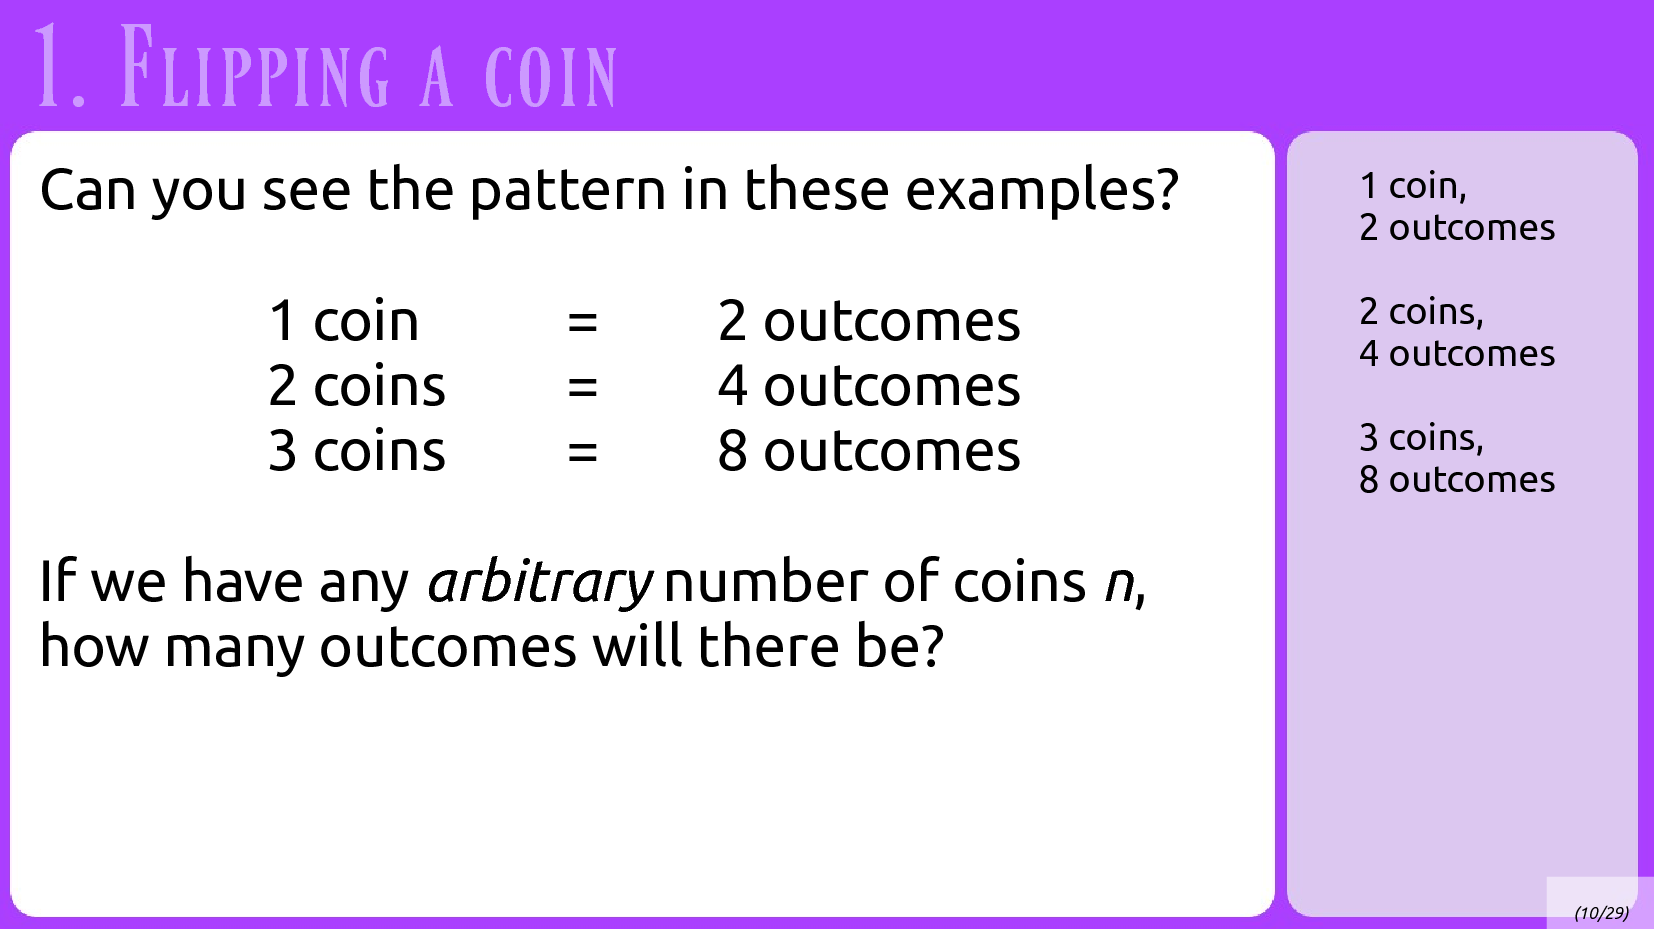 1. Flipping a coin
Can you see the pattern in these examples?
1 coin = 2 outcomes
2 coins = 4 outcomes
3 coins = 8 outcomes
If we have any arbitrary number of coins n,
how many outcomes will there be?
1 coin,
2 outcomes
2 coins,
4 outcomes
3 coins,
8 outcomes
(10/29)